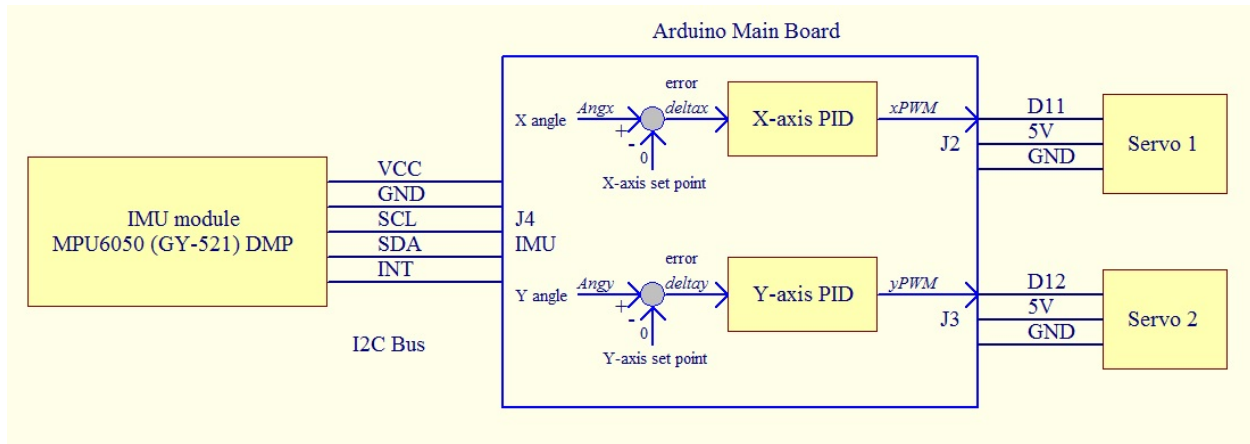 Arduino Main Board
IMU module
MPU6050 (GY-521) DMP
VCC
GND
SCL
SDA
INT
I2C Bus
J4
IMU
X angle
Angx
+
-
0
X-axis set point
error
deltax
X-axis PID
xPWM
J2
D11
5V
GND
Servo 1
Y angle
Angy
+
-
0
Y-axis set point
error
deltay
Y-axis PID
yPWM
J3
D12
5V
GND
Servo 2